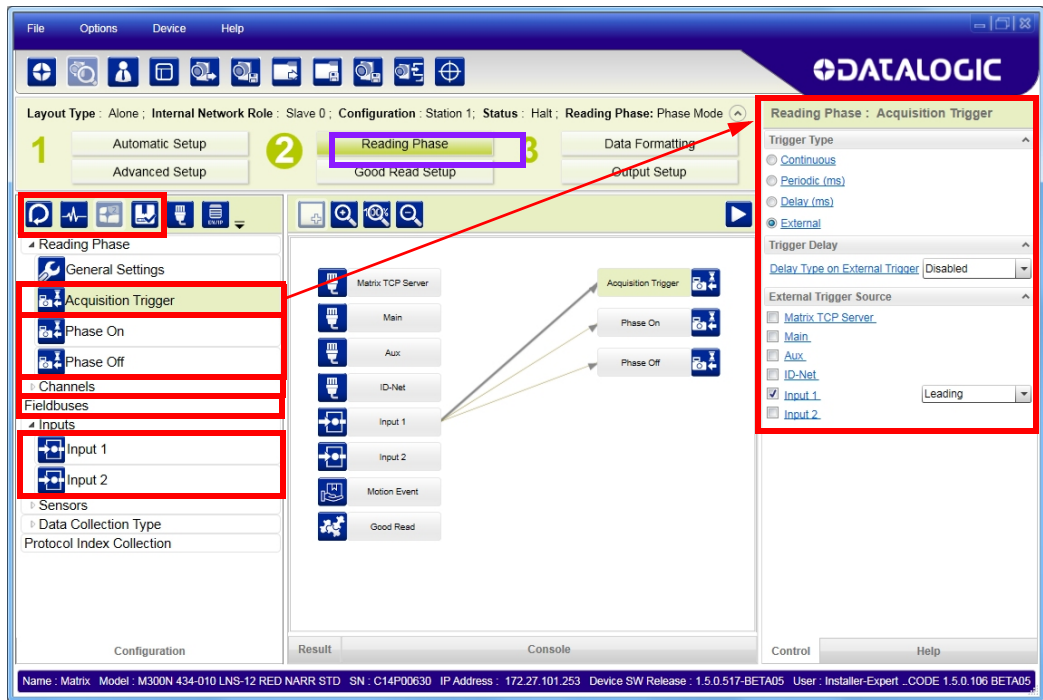 File Options Device Help
DATALOGIC
Layout Type : Alone ; Internal Network Role : Slave 0 ; Configuration : Station 1; Status : Halt ; Reading Phase: Phase Mode
1 Automatic Setup 2 Reading Phase 3 Data Formatting
Advanced Setup Good Read Setup Output Setup
EN/IP
100%
Reading Phase
General Settings
Acquisition Trigger
Phase On
Phase Off
Channels
Fieldbuses
Inputs
Input 1
Input 2
Sensors
Data Collection Type
Protocol Index Collection
Configuration
Matrix TCP Server
Main
Aux
ID-Net
Input 1
Input 2
Motion Event
Good Read
Acquisition Trigger
Phase On
Phase Off
Result Console
Reading Phase : Acquisition Trigger
Trigger Type
Continuous
Periodic (ms)
Delay (ms)
External
Trigger Delay
Delay Type on External Trigger Disabled
External Trigger Source
Matrix TCP Server
Main
Aux
ID-Net
Input 1 Leading
Input 2
Control Help
Name : Matrix Model : M300N 434-010 LNS-12 RED NARR STD SN : C14P00630 IP Address : 172.27.101.253 Device SW Release : 1.5.0.517-BETA05 User : Installer-Expert ..CODE 1.5.0.106 BETA05